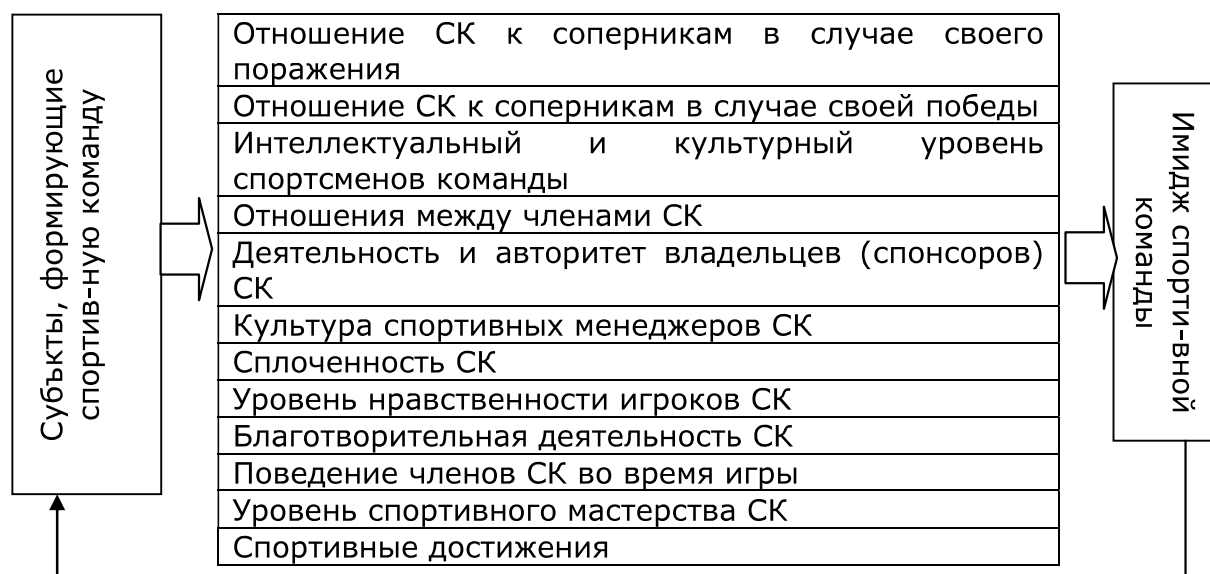 Субъкты, формирующие
спортив-ную команду
Отношение СК к соперникам в случае своего
поражения
Отношение СК к соперникам в случае своей победы
Интеллектуальный и культурный уровень
спортсменов команды
Отношения между членами СК
Деятельность и авторитет владельцев (спонсоров)
СК
Культура спортивных менеджеров СК
Сплоченность СК
Уровень нравственности игроков СК
Благотворительная деятельность СК
Поведение членов СК во время игры
Уровень спортивного мастерства СК
Спортивные достижения
Имидж спорти-вной
команды